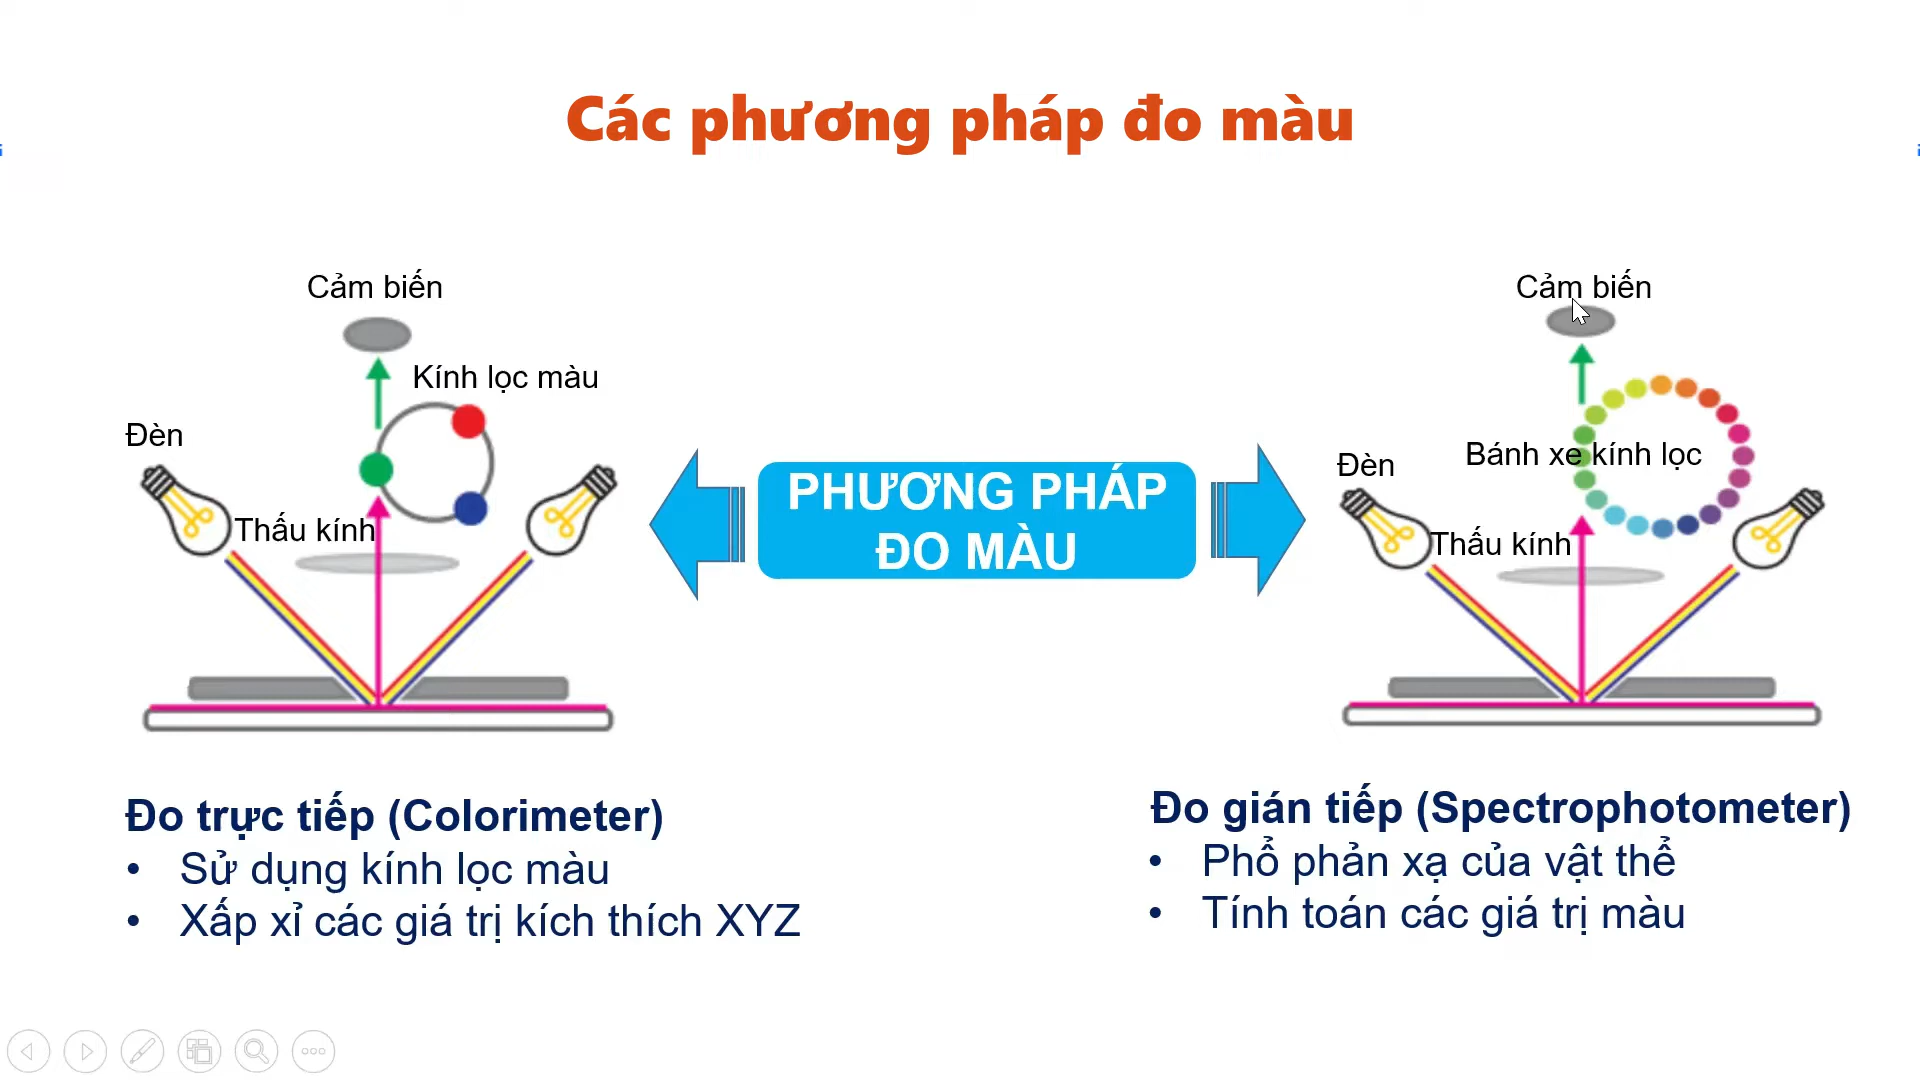 Các phương pháp đo màu
Cảm biến
Kính lọc màu
Đèn
Thấu kính
PHƯƠNG PHÁP
ĐO MÀU
Cảm biến
Bánh xe kính lọc
Đèn
Thấu kính
Đo trực tiếp (Colorimeter)
• Sử dụng kính lọc màu
• Xấp xỉ các giá trị kích thích XYZ
Đo gián tiếp (Spectrophotometer)
• Phổ phản xạ của vật thể
• Tính toán các giá trị màu